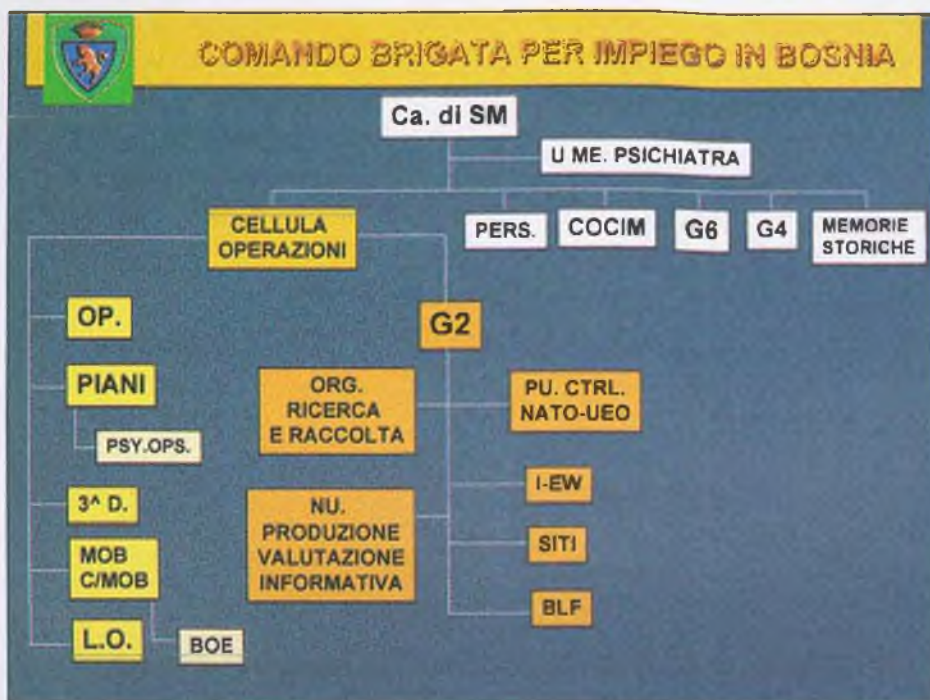 COMANDO BRIGATA PER IMPIEGO IN BOSNIA
Ca. di SM
U ME. PSICHIATRA
CELLULA
OPERAZIONI
PERS.
COCIM
G6
G4
MEMORIE
STORICHE
OP.
PIANI
PSY.OPS.
3^ D.
MOB
C/MOB
L.O.
BOE
G2
ORG.
RICERCA
E RACCOLTA
PU. CTRL.
NATO-UEO
NU.
PRODUZIONE
VALUTAZIONE
INFORMATIVA
I-EW
SITI
BLF